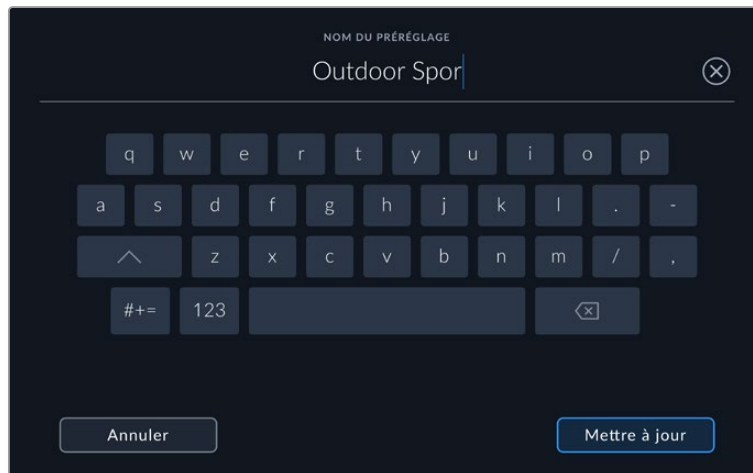 NOM DU PRÉRÉGLAGE
Outdoor Spor
q w e r t y u i o p
a s d f g h j k l . -
z x c v b n m / ,
#+= 123
Annuler Mettre à jour